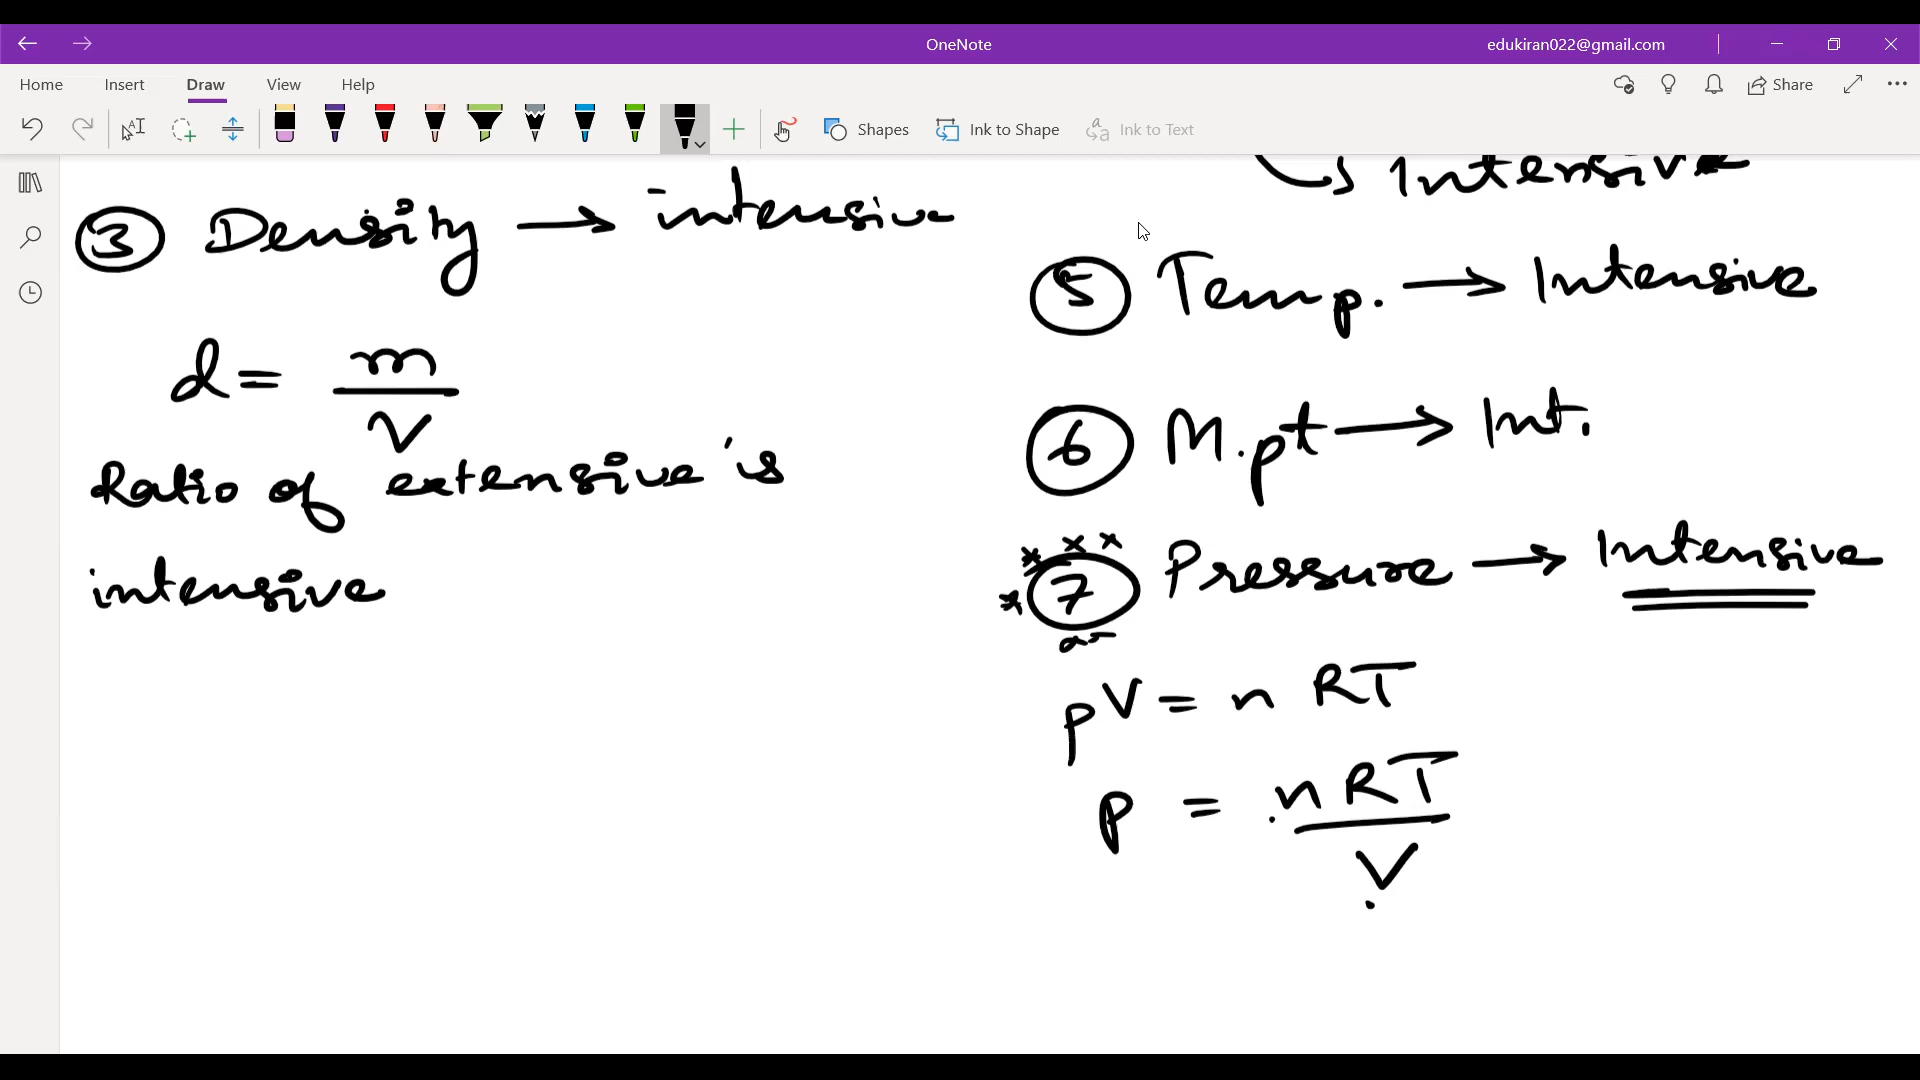 OneNote
edukiran022@gmail.com
Home Insert Draw View Help
Share
Shapes Ink to Shape Ink to Text
③ Density → intensive
d = m
V
Ratio of extensive is
intensive
↳ Intensive
⑤ Temp. → Intensive
⑥ M.pt → Int.
⑦ Pressure → Intensive
PV = n RT
P = nRT
V